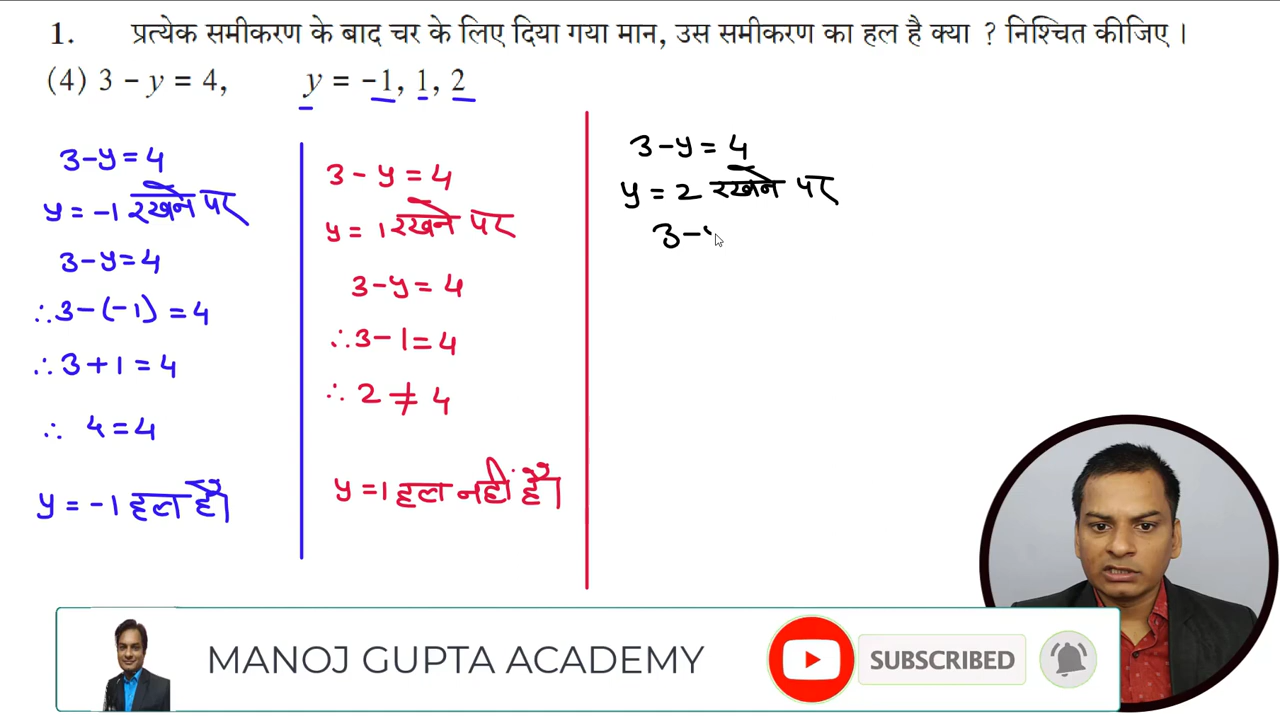 1. प्रत्येक समीकरण के बाद चर के लिए दिया गया मान, उस समीकरण का हल है क्या ? निश्चित कीजिए ।
(4) 3 − y = 4, y = −1, 1, 2
3-y=4
y = -1 रखने पर
3-y=4
∴3-(-1) = 4
∴3+1=4
∴ 4=4
y = -1 हल है।
3 - y = 4
y = 1 रखने पर
3-y = 4
∴3-1=4
∴ 2 ≠ 4
y =1 हल नहीं है।
3-y= 4
y = 2 रखने पर
3-
MANOJ GUPTA ACADEMY
SUBSCRIBED